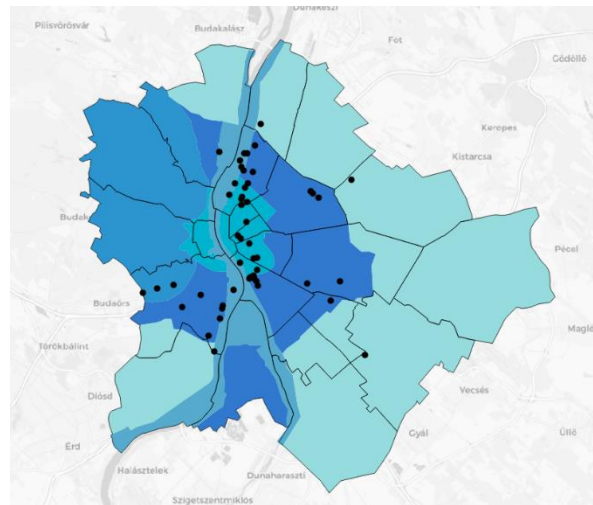 Dunakeszi
Pilisvörösvár
Budakalász
Fót
Gödöllő
Kerepes
Kistarcsa
Budak
Pécel
Budaörs
Maglo
Törökbálint
Diósd
Vecsés
Gyál
Üllő
Érd
Halásztelek
Dunaharaszti
Szigetszentmiklós